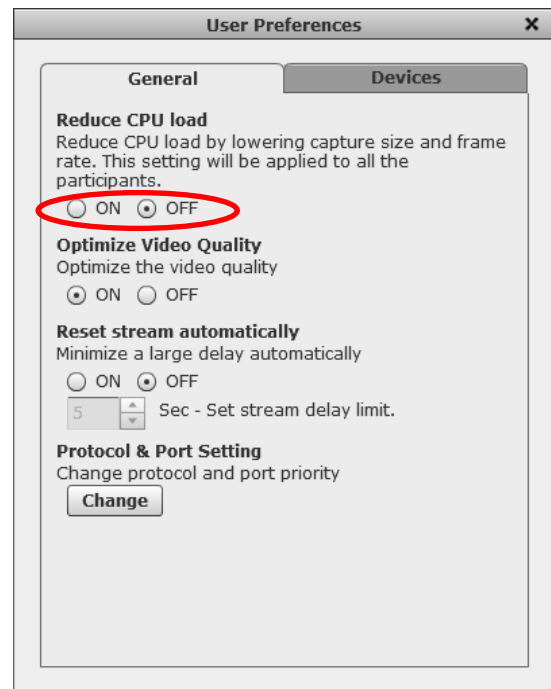 User Preferences
General Devices
Reduce CPU load
Reduce CPU load by lowering capture size and frame
rate. This setting will be applied to all the
participants.
ON OFF
Optimize Video Quality
Optimize the video quality
ON OFF
Reset stream automatically
Minimize a large delay automatically
ON OFF
5 Sec - Set stream delay limit.
Protocol & Port Setting
Change protocol and port priority
Change